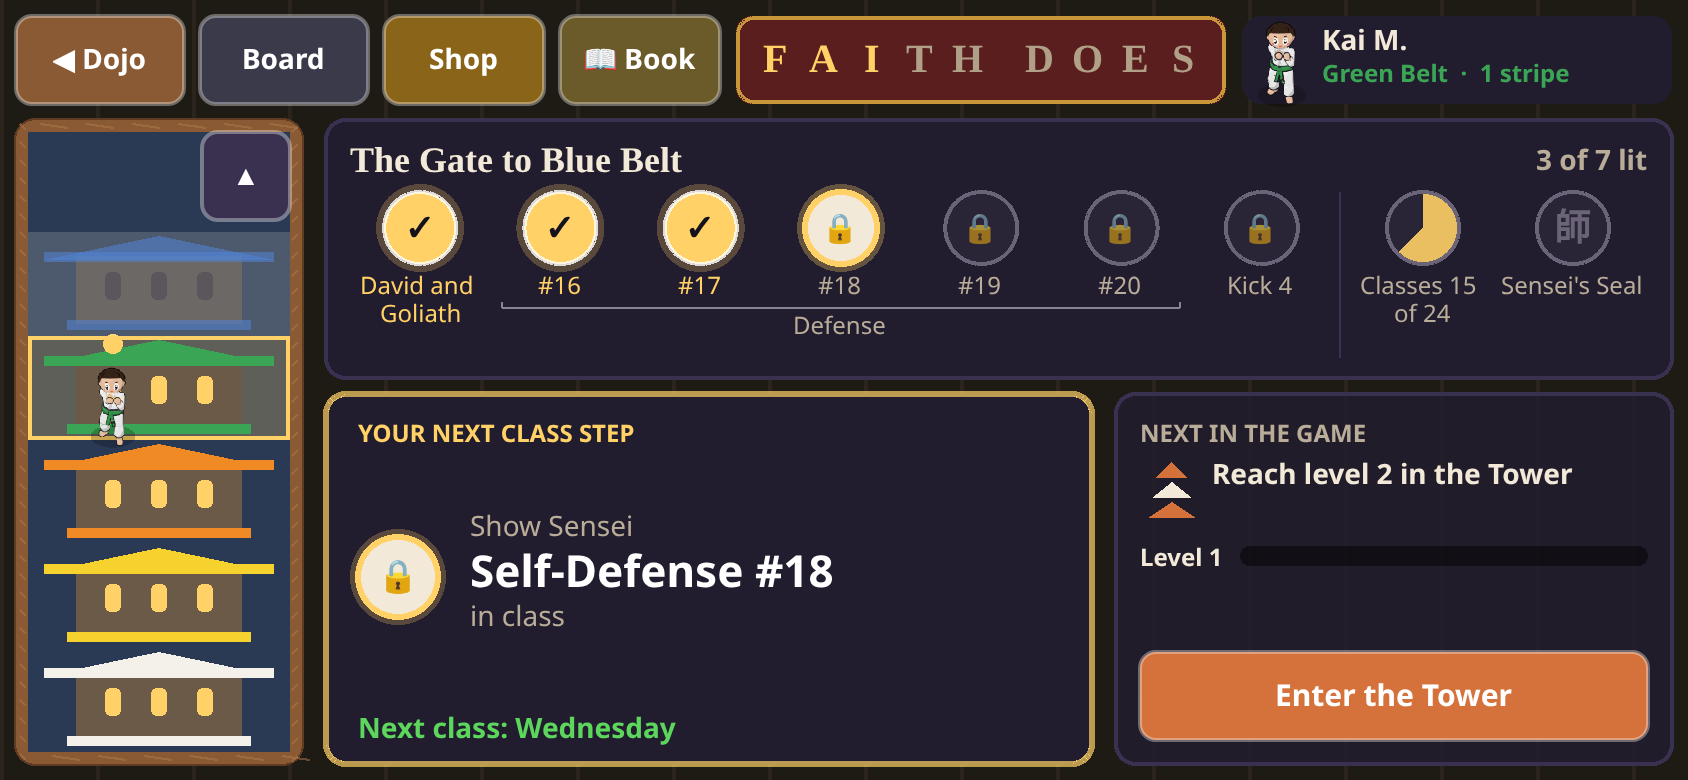 ◀ Dojo
Board
Shop
📖 Book
FAITH DOES
Kai M.
Green Belt · 1 stripe
▲
The Gate to Blue Belt
3 of 7 lit
✓ ✓ ✓ 🔒 🔒 🔒 🔒 師
David and Goliath
#16
#17
#18
#19
#20
Kick 4
Classes 15 of 24
Sensei's Seal
Defense
YOUR NEXT CLASS STEP
🔒
Show Sensei
Self-Defense #18
in class
Next class: Wednesday
NEXT IN THE GAME
Reach level 2 in the Tower
Level 1
Enter the Tower